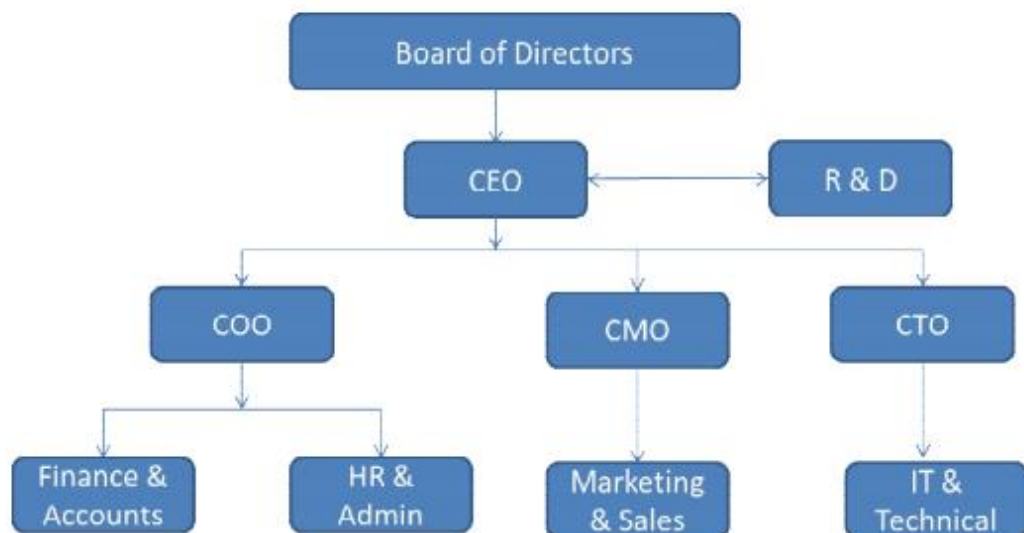 Board of Directors
CEO
R & D
COO
CMO
CTO
Finance &
Accounts
HR &
Admin
Marketing
& Sales
IT &
Technical